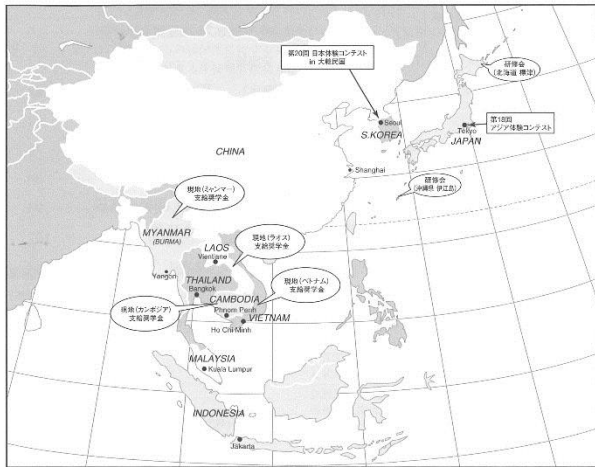 第20回 日本体験コンテスト
in 大韓民国
研修会
(北海道 標津)
Seoul
S.KOREA
第18回
アジア体験コンテスト
Tokyo
JAPAN
CHINA
Shanghai
研修会
(沖縄県 伊江島)
現地(ミャンマー)
支給奨学金
MYANMAR
(BURMA)
LAOS
Vientiane
現地(ラオス)
支給奨学金
Yangon
THAILAND
Bangkok
現地(ベトナム)
支給奨学金
CAMBODIA
Phnom Penh
現地(カンボジア)
支給奨学金
VIETNAM
Ho Chi Minh
MALAYSIA
Kuala Lumpur
INDONESIA
Jakarta